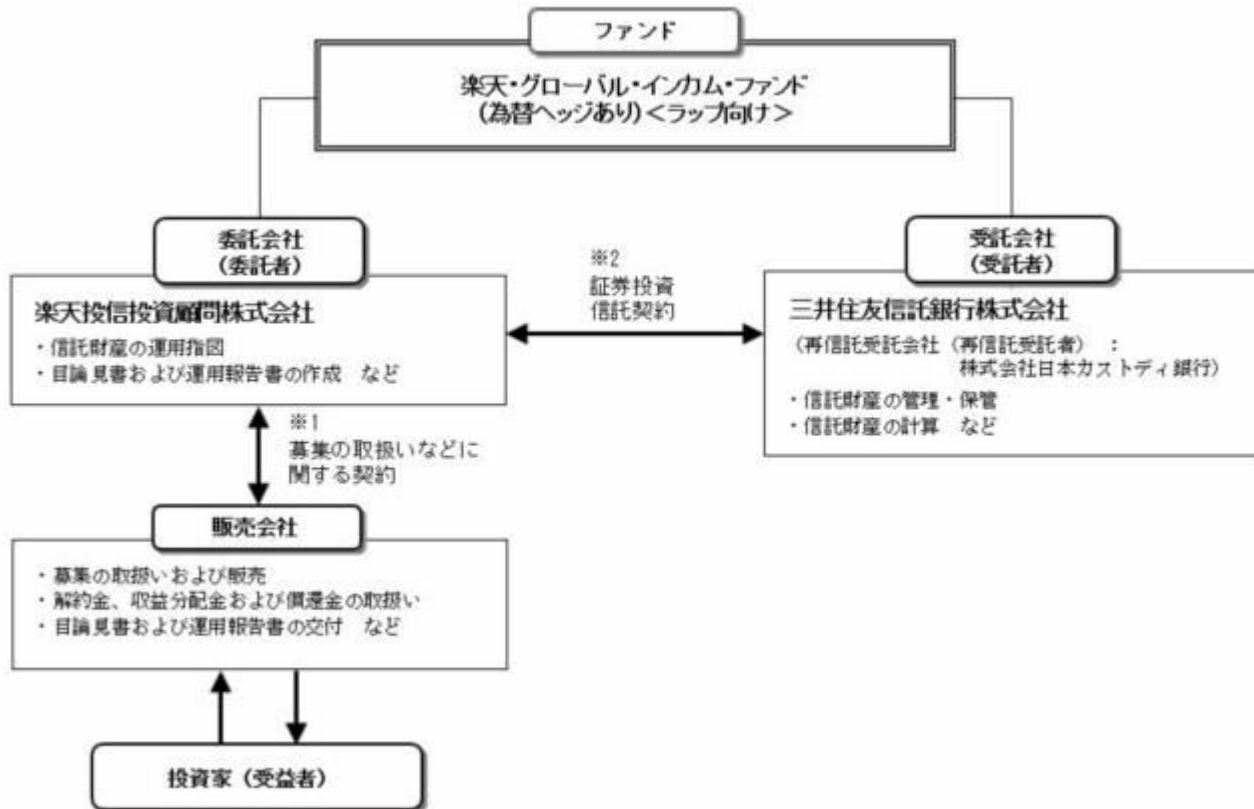 ファンド
楽天・グローバル・インカム・ファンド
(為替ヘッジあり)<ラップ向け>
委託会社
(委託者)
楽天投信投資顧問株式会社
・信託財産の運用指図
・目論見書および運用報告書の作成 など
※2
証券投資
信託契約
受託会社
(受託者)
三井住友信託銀行株式会社
(再信託受託会社(再信託受託者) :
株式会社日本カストディ銀行)
・信託財産の管理・保管
・信託財産の計算 など
※1
募集の取扱いなどに
関する契約
販売会社
・募集の取扱いおよび販売
・解約金、収益分配金および償還金の取扱い
・目論見書および運用報告書の交付 など
投資家(受益者)